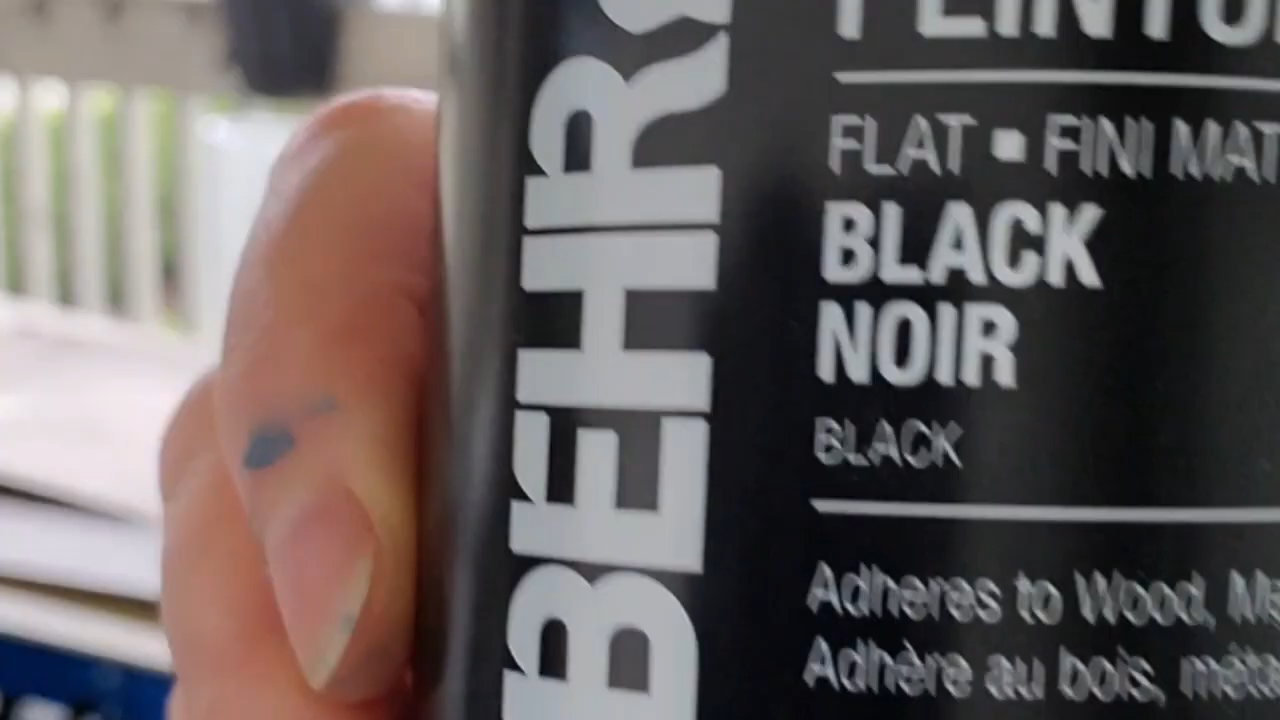 BEHR
FLAT ▪ FINI MAT
BLACK
NOIR
BLACK
Adheres to Wood,
Adhère au bois,